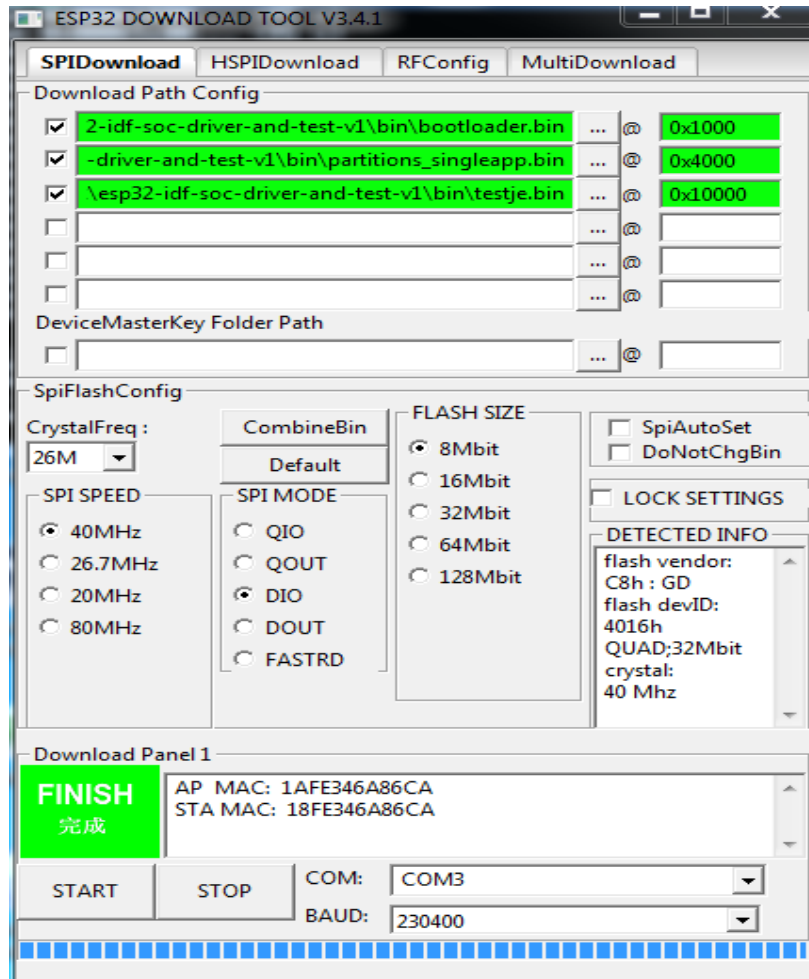 ESP32 DOWNLOAD TOOL V3.4.1
SPIDownload HSPIDownload RFConfig MultiDownload
Download Path Config
2-idf-soc-driver-and-test-v1\bin\bootloader.bin ... @ 0x1000
-driver-and-test-v1\bin\partitions_singleapp.bin ... @ 0x4000
\esp32-idf-soc-driver-and-test-v1\bin\testje.bin ... @ 0x10000
... @
... @
... @
DeviceMasterKey Folder Path
... @
SpiFlashConfig
CrystalFreq :
26M
CombineBin
Default
SPI SPEED
40MHz
26.7MHz
20MHz
80MHz
SPI MODE
QIO
QOUT
DIO
DOUT
FASTRD
FLASH SIZE
8Mbit
16Mbit
32Mbit
64Mbit
128Mbit
SpiAutoSet
DoNotChgBin
LOCK SETTINGS
DETECTED INFO
flash vendor:
C8h : GD
flash devID:
4016h
QUAD;32Mbit
crystal:
40 Mhz
Download Panel 1
FINISH
完成
AP MAC: 1AFE346A86CA
STA MAC: 18FE346A86CA
START STOP
COM: COM3
BAUD: 230400